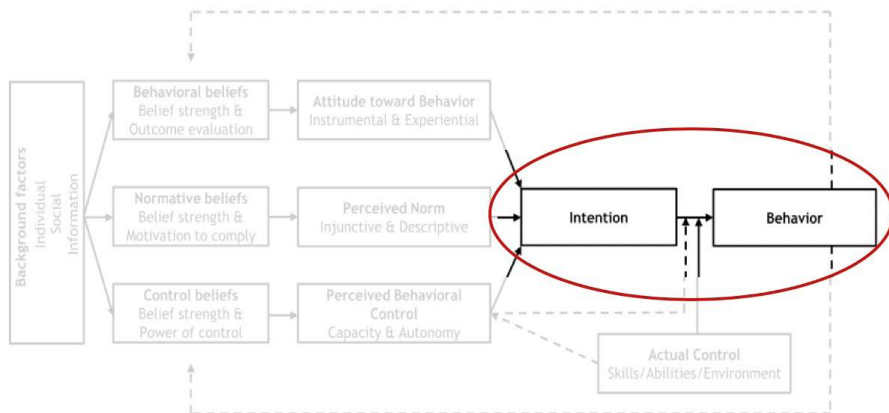 Background factors
Individual
Social
Information
Behavioral beliefs
Belief strength &
Outcome evaluation
Attitude toward Behavior
Instrumental & Experiential
Normative beliefs
Belief strength &
Motivation to comply
Perceived Norm
Injunctive & Descriptive
Control beliefs
Belief strength &
Power of control
Perceived Behavioral
Control
Capacity & Autonomy
Intention
Behavior
Actual Control
Skills/Abilities/Environment